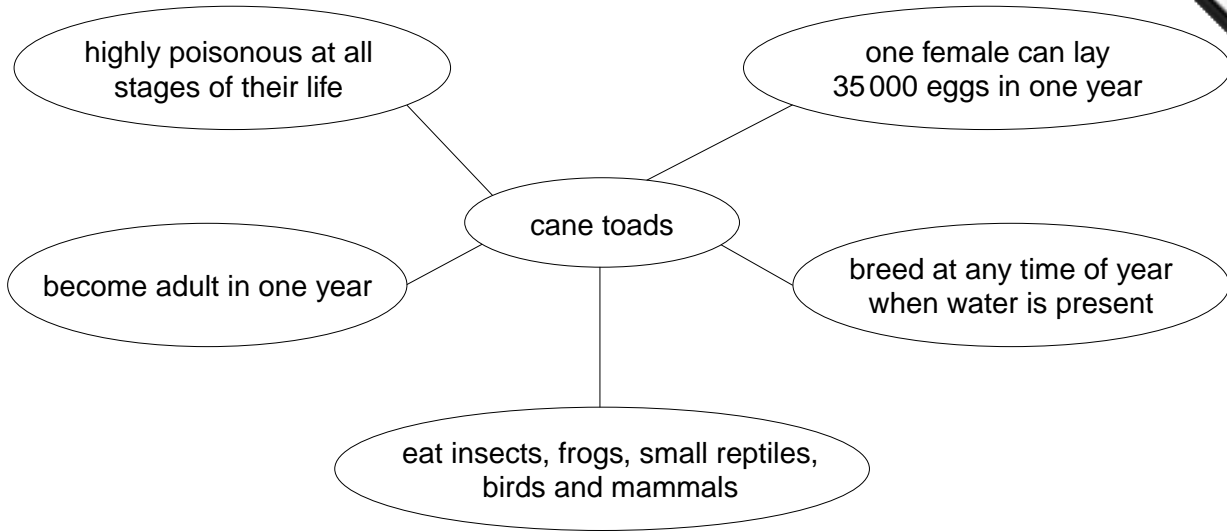 highly poisonous at all
stages of their life
one female can lay
35 000 eggs in one year
cane toads
become adult in one year
breed at any time of year
when water is present
eat insects, frogs, small reptiles,
birds and mammals